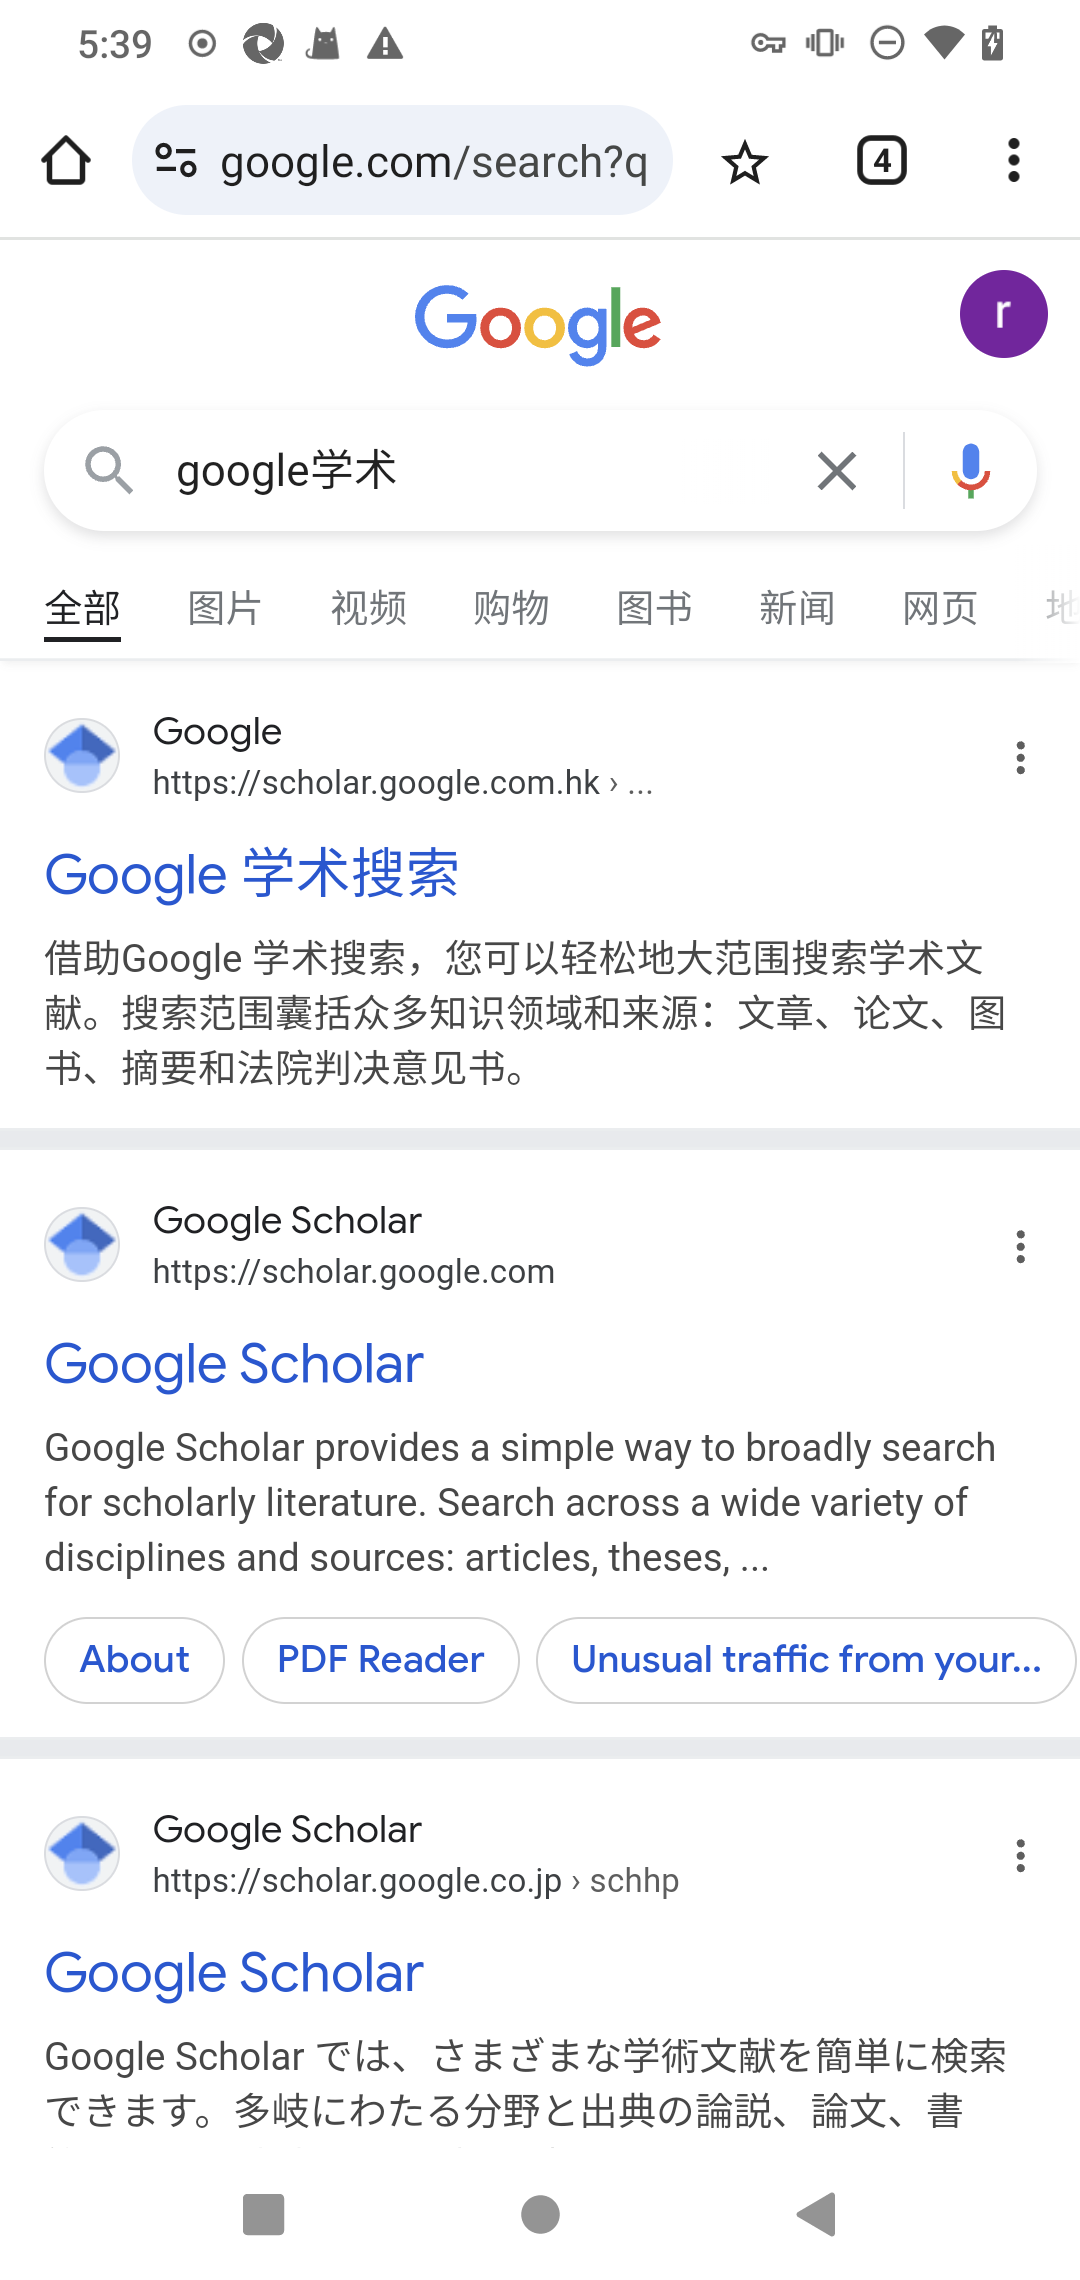 5:39
google.com/search?q
4
Google
r
google学术
全部 图片 视频 购物 图书 新闻 网页
Google
https://scholar.google.com.hk › ...
Google 学术搜索
借助Google 学术搜索，您可以轻松地大范围搜索学术文
献。搜索范围囊括众多知识领域和来源：文章、论文、图
书、摘要和法院判决意见书。
Google Scholar
https://scholar.google.com
Google Scholar
Google Scholar provides a simple way to broadly search
for scholarly literature. Search across a wide variety of
disciplines and sources: articles, theses, ...
About PDF Reader Unusual traffic from your...
Google Scholar
https://scholar.google.co.jp › schhp
Google Scholar
Google Scholar では、さまざまな学術文献を簡単に検索
できます。多岐にわたる分野と出典の論説、論文、書